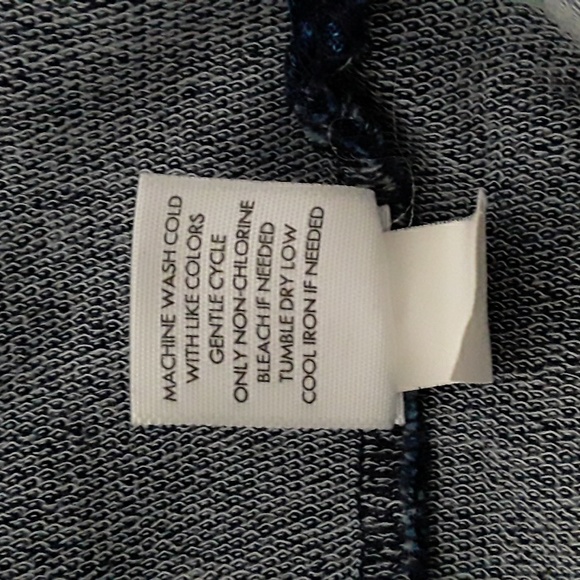 MACHINE WASH COLD
WITH LIKE COLORS
GENTLE CYCLE
ONLY NON-CHLORINE
BLEACH IF NEEDED
TUMBLE DRY LOW
COOL IRON IF NEEDED